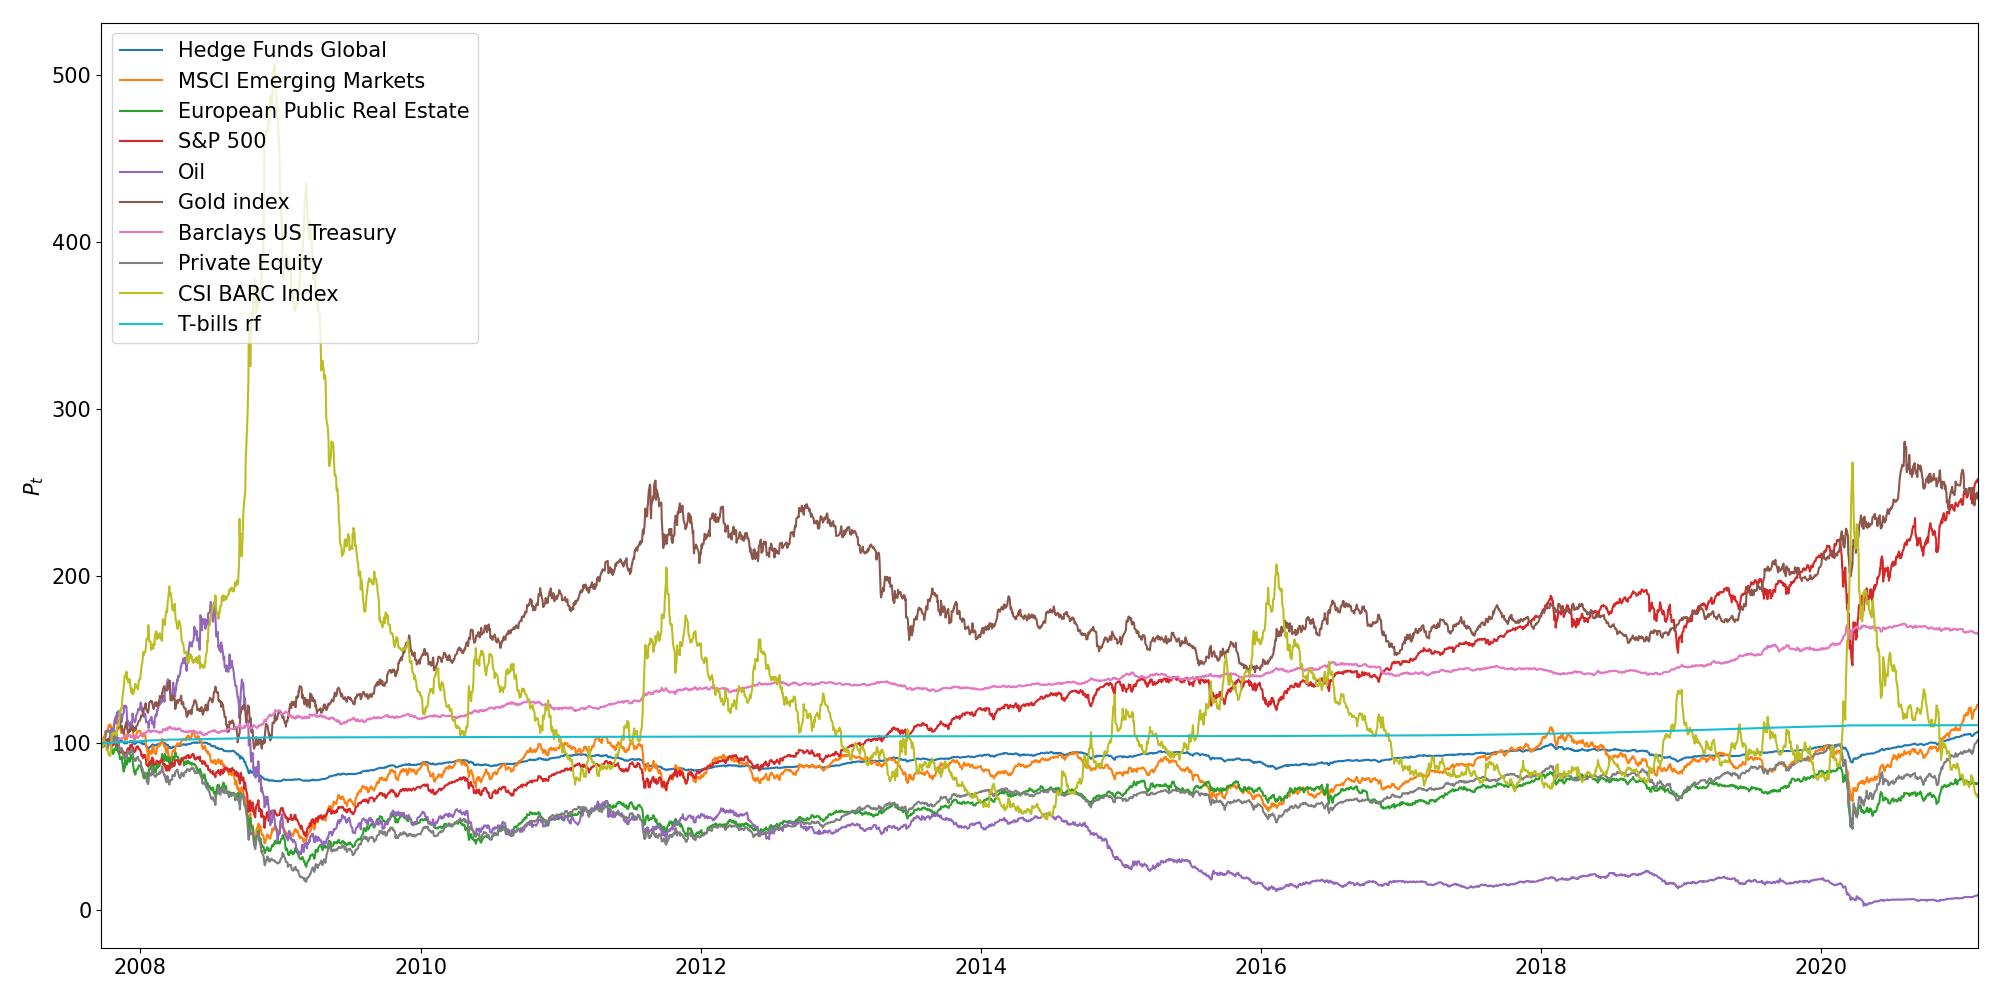 500
400
300
200
100
0
P_t
Hedge Funds Global
MSCI Emerging Markets
European Public Real Estate
S&P 500
Oil
Gold index
Barclays US Treasury
Private Equity
CSI BARC Index
T-bills rf
2008 2010 2012 2014 2016 2018 2020